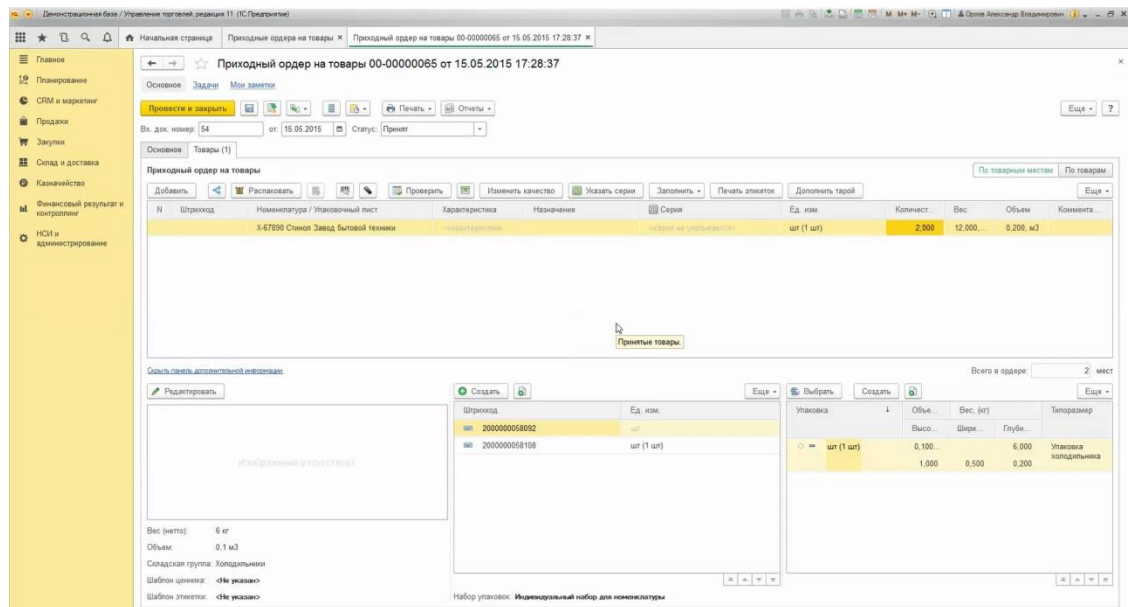 Демонстрационная база / Управление торговлей, редакция 11 (1С:Предприятие)
M M+ M- Орлов Александр Владимирович
Начальная страница Приходные ордера на товары × Приходный ордер на товары 00-00000065 от 15.05.2015 17:28:37 ×
Главное
Планирование
CRM и маркетинг
Продажи
Закупки
Склад и доставка
Казначейство
Финансовый результат и
контроллинг
НСИ и
администрирование
Приходный ордер на товары 00-00000065 от 15.05.2015 17:28:37
Основное Задачи Мои заметки
Провести и закрыть Печать Отчеты Еще ?
Вх. док. номер: 54 от: 15.05.2015 Статус: Принят
Основное Товары (1)
Приходный ордер на товары По товарным местам По товарам
Добавить Распаковать Проверить Изменить качество Указать серии Заполнить Печать этикеток Дополнить тарой Еще
N Штрихкод Номенклатура / Упаковочный лист Характеристика Назначение Серия Ед. изм. Количест... Вес Объем Коммента...
X-67890 Стинол Завод бытовой техники <характеристика... <серия не указывается> шт (1 шт) 2,000 12,000,... 0,200, м3
Принятые товары.
Скрыть панель дополнительной информации Всего в ордере: 2 мест
Редактировать Создать Еще Выбрать Создать Еще
Изображение отсутствует
Штрихкод Ед. изм.
2000000058092 шт
2000000058108 шт (1 шт)
Упаковка ↓ Объе... Вес, (кг) Типоразмер
Высо... Шири... Глуби...
шт (1 шт) 0,100... 6,000 Упаковка
холодильника
1,000 0,500 0,200
Вес (нетто): 6 кг
Объем: 0,1 м3
Складская группа: Холодильники
Шаблон ценника: <Не указан>
Шаблон этикетки: <Не указан>
Набор упаковок: Индивидуальный набор для номенклатуры